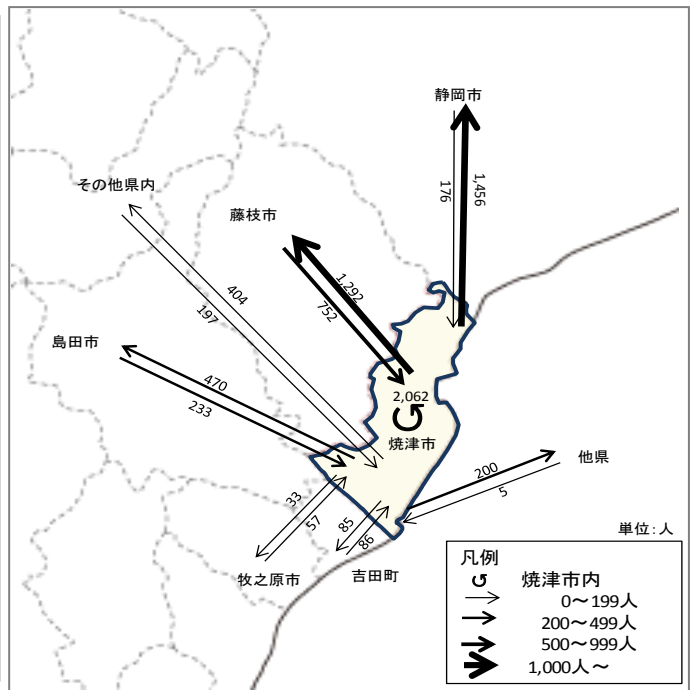 静岡市
176
1,456
その他県内
藤枝市
404
197
1,292
752
島田市
470
233
2,062
焼津市
200
5
他県
33
57
85
86
牧之原市
吉田町
単位:人
凡例
焼津市内
0～199人
200～499人
500～999人
1,000人～